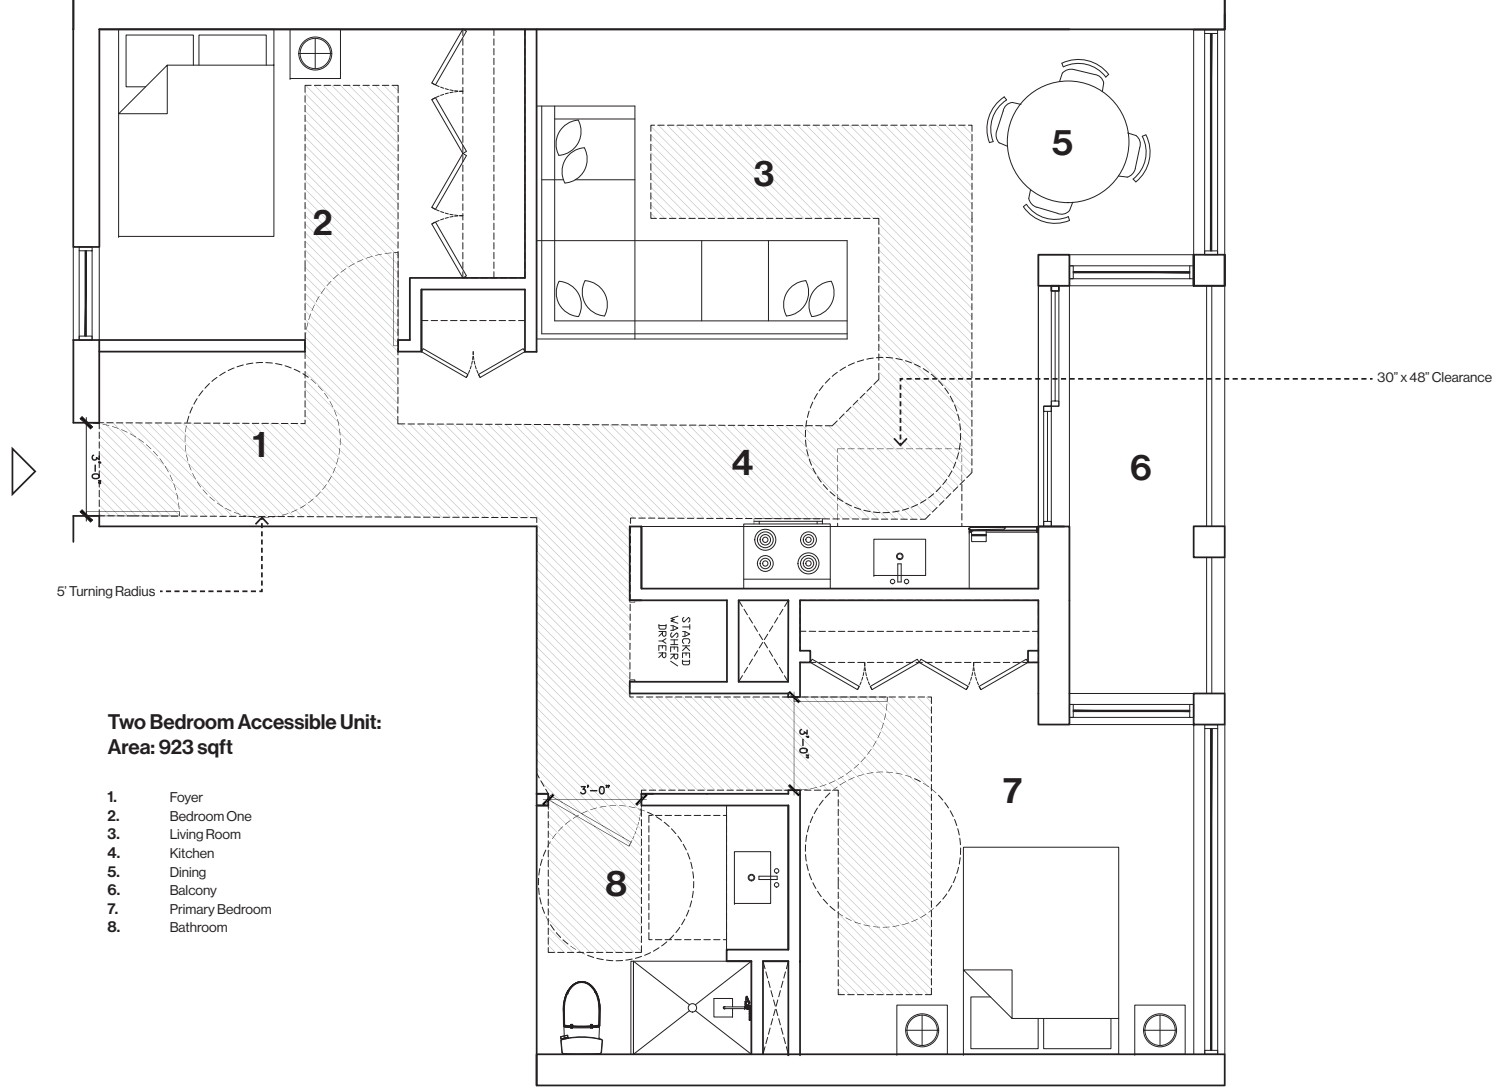 2
3
5
1
3'-0"
4
6
30" x 48" Clearance
5' Turning Radius
STACKED
WASHER/
DRYER
3'-0"
3'-0"
7
8
Two Bedroom Accessible Unit:
Area: 923 sqft
1. Foyer
2. Bedroom One
3. Living Room
4. Kitchen
5. Dining
6. Balcony
7. Primary Bedroom
8. Bathroom